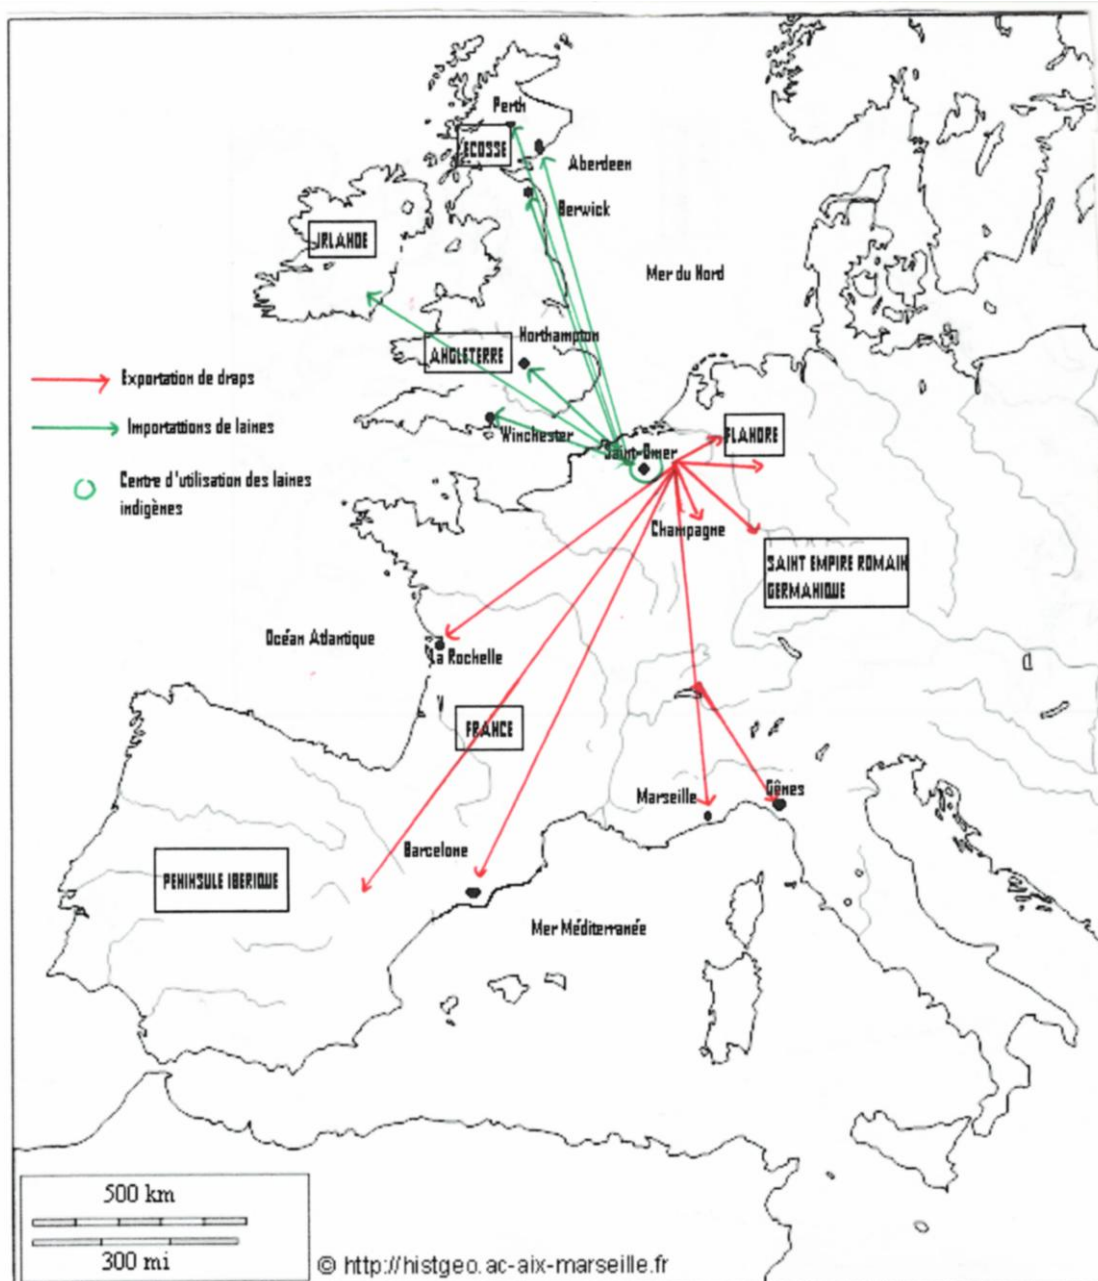 Perth
ECOSSE
Aberdeen
Berwick
IRLANDE
Mer du Nord
Northampton
ANGLETERRE
Exportation de draps
Importations de laines
Winchester
FLANDRE
Saint-Omer
Centre d'utilisation des laines
indigènes
Champagne
SAINT EMPIRE ROMAIN
GERMANIQUE
Océan Atlantique
La Rochelle
FRANCE
Marseille
Gênes
Barcelone
PENINSULE IBERIQUE
Mer Méditerranée
500 km
300 mi
© http://histgeo.ac-aix-marseille.fr